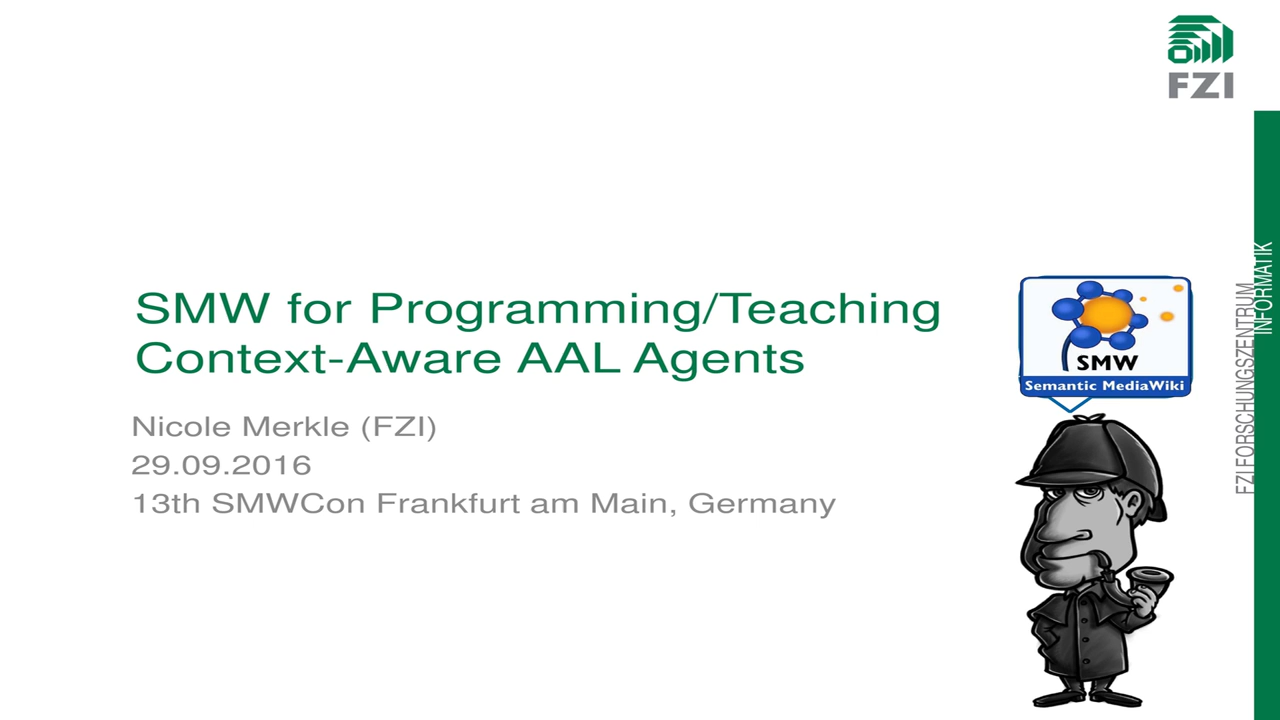 FZI
SMW for Programming/Teaching
Context-Aware AAL Agents
Nicole Merkle (FZI)
29.09.2016
13th SMWCon Frankfurt am Main, Germany
SMW
Semantic MediaWiki
FZI FORSCHUNGSZENTRUM
INFORMATIK